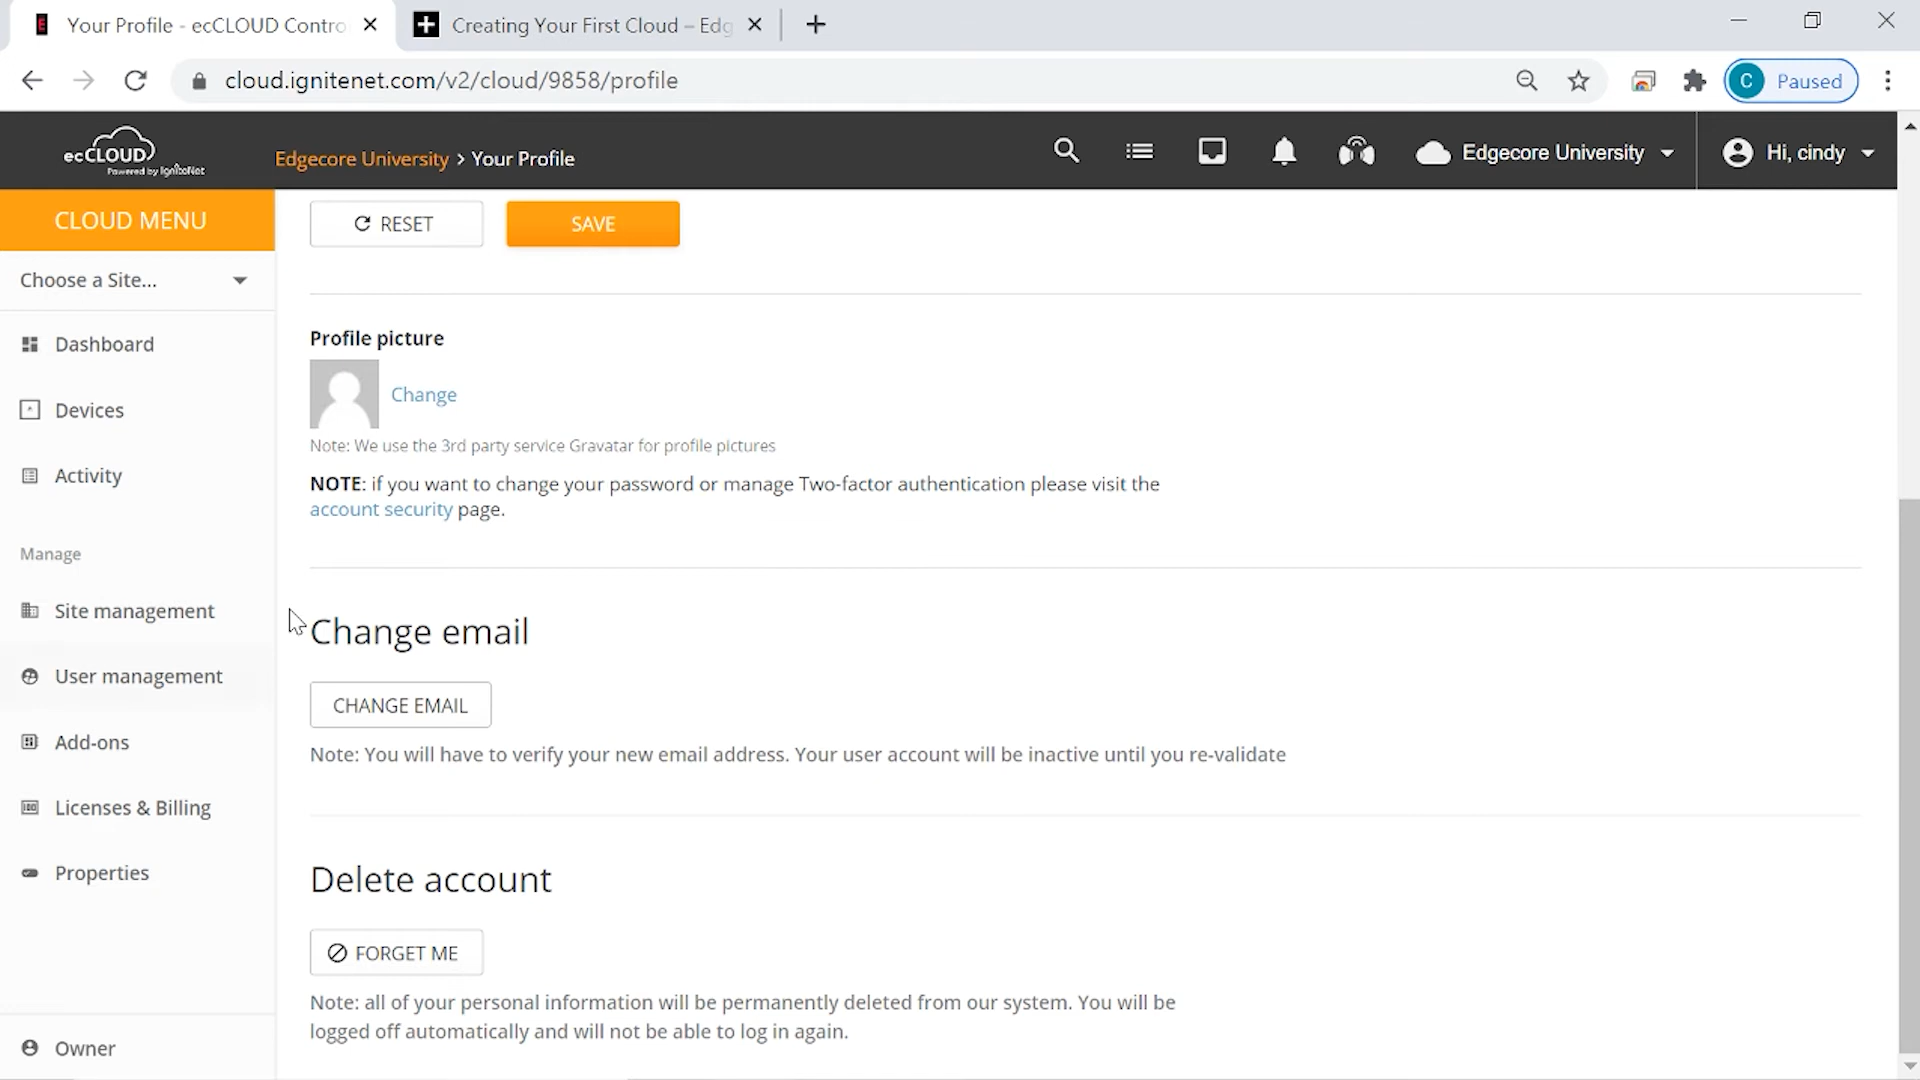 Your Profile - ecCLOUD Contro
Creating Your First Cloud – Edg
cloud.ignitenet.com/v2/cloud/9858/profile
C Paused
ecCLOUD
Powered by IgniteNet
Edgecore University > Your Profile
Edgecore University
Hi, cindy
CLOUD MENU
Choose a Site...
Dashboard
Devices
Activity
Manage
Site management
User management
Add-ons
Licenses & Billing
Properties
Owner
RESET
SAVE
Profile picture
Change
Note: We use the 3rd party service Gravatar for profile pictures
NOTE: if you want to change your password or manage Two-factor authentication please visit the
account security page.
Change email
CHANGE EMAIL
Note: You will have to verify your new email address. Your user account will be inactive until you re-validate
Delete account
FORGET ME
Note: all of your personal information will be permanently deleted from our system. You will be
logged off automatically and will not be able to log in again.